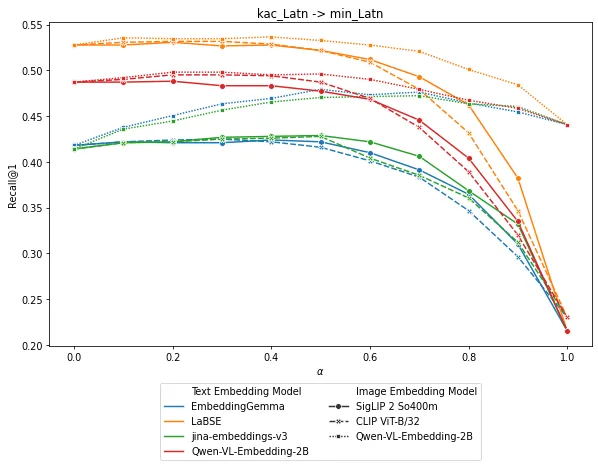 kac_Latn -> min_Latn
Recall@1
0.55
0.50
0.45
0.40
0.35
0.30
0.25
0.20
0.0 0.2 0.4 0.6 0.8 1.0
α
Text Embedding Model
EmbeddingGemma
LaBSE
jina-embeddings-v3
Qwen-VL-Embedding-2B
Image Embedding Model
SigLIP 2 So400m
CLIP ViT-B/32
Qwen-VL-Embedding-2B